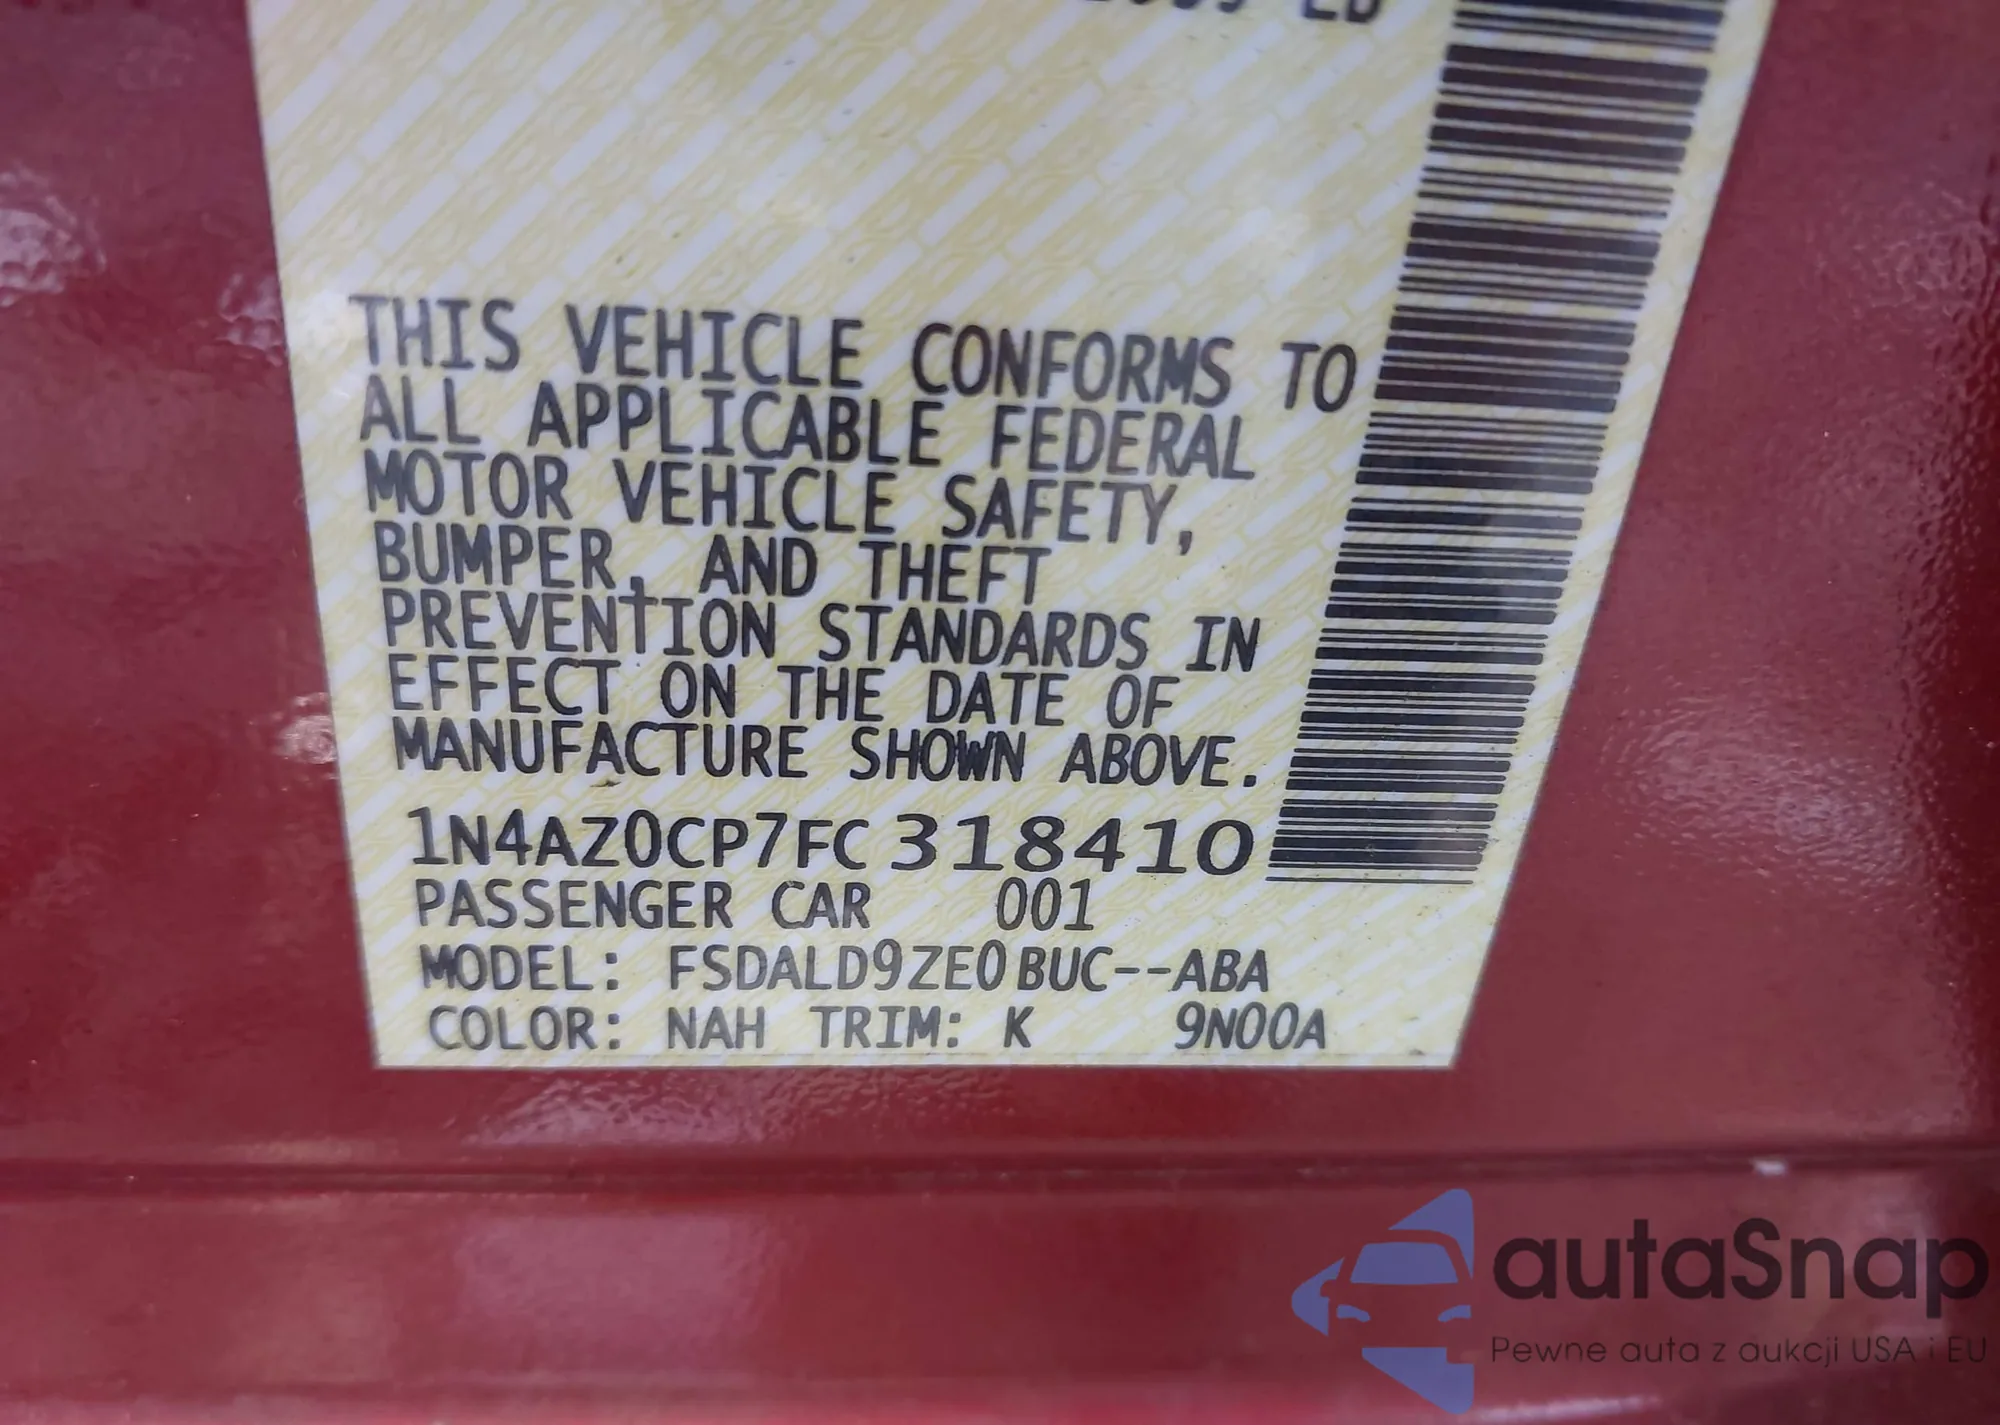 THIS VEHICLE CONFORMS TO
ALL APPLICABLE FEDERAL
MOTOR VEHICLE SAFETY,
BUMPER, AND THEFT
PREVENTION STANDARDS IN
EFFECT ON THE DATE OF
MANUFACTURE SHOWN ABOVE.
1N4AZ0CP7FC318410
PASSENGER CAR 001
MODEL: FSDALD9ZE0BUC--ABA
COLOR: NAH TRIM: K 9N00A
autaSnap
Pewne auta z aukcji USA i EU